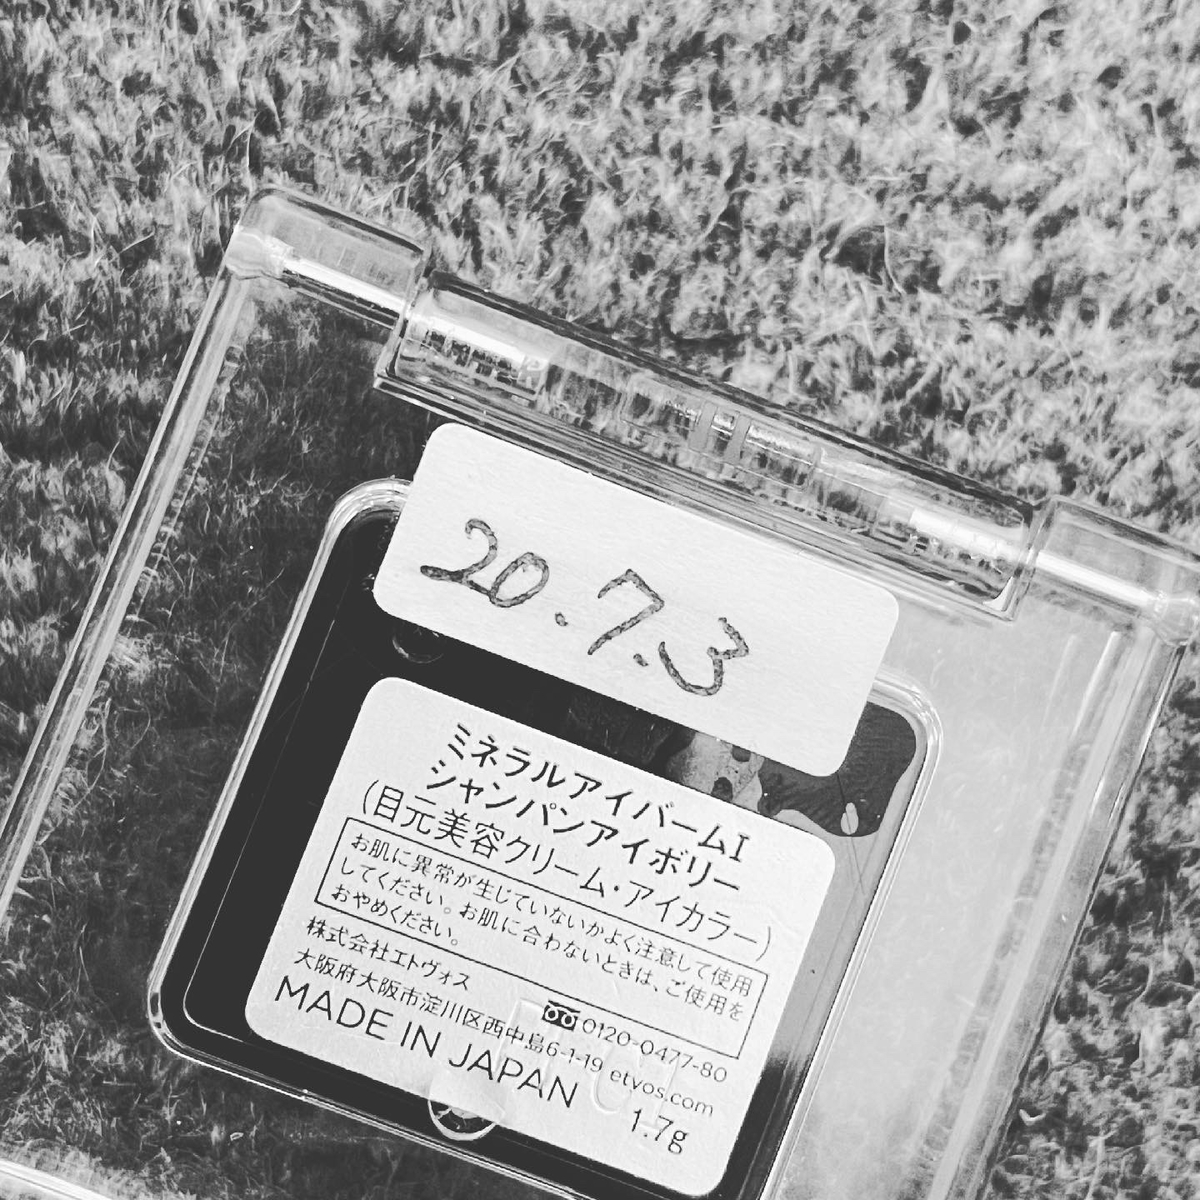 20.7.3
ミネラルアイバームI
シャンパンアイボリー
(目元美容クリーム・アイカラー)
お肌に異常が生じていないかよく注意して使用
してください。お肌に合わないときは、ご使用を
おやめください。
株式会社エトヴォス 0120-0477-80
大阪府大阪市淀川区西中島6-1-19 etvos.com
MADE IN JAPAN 1.7g